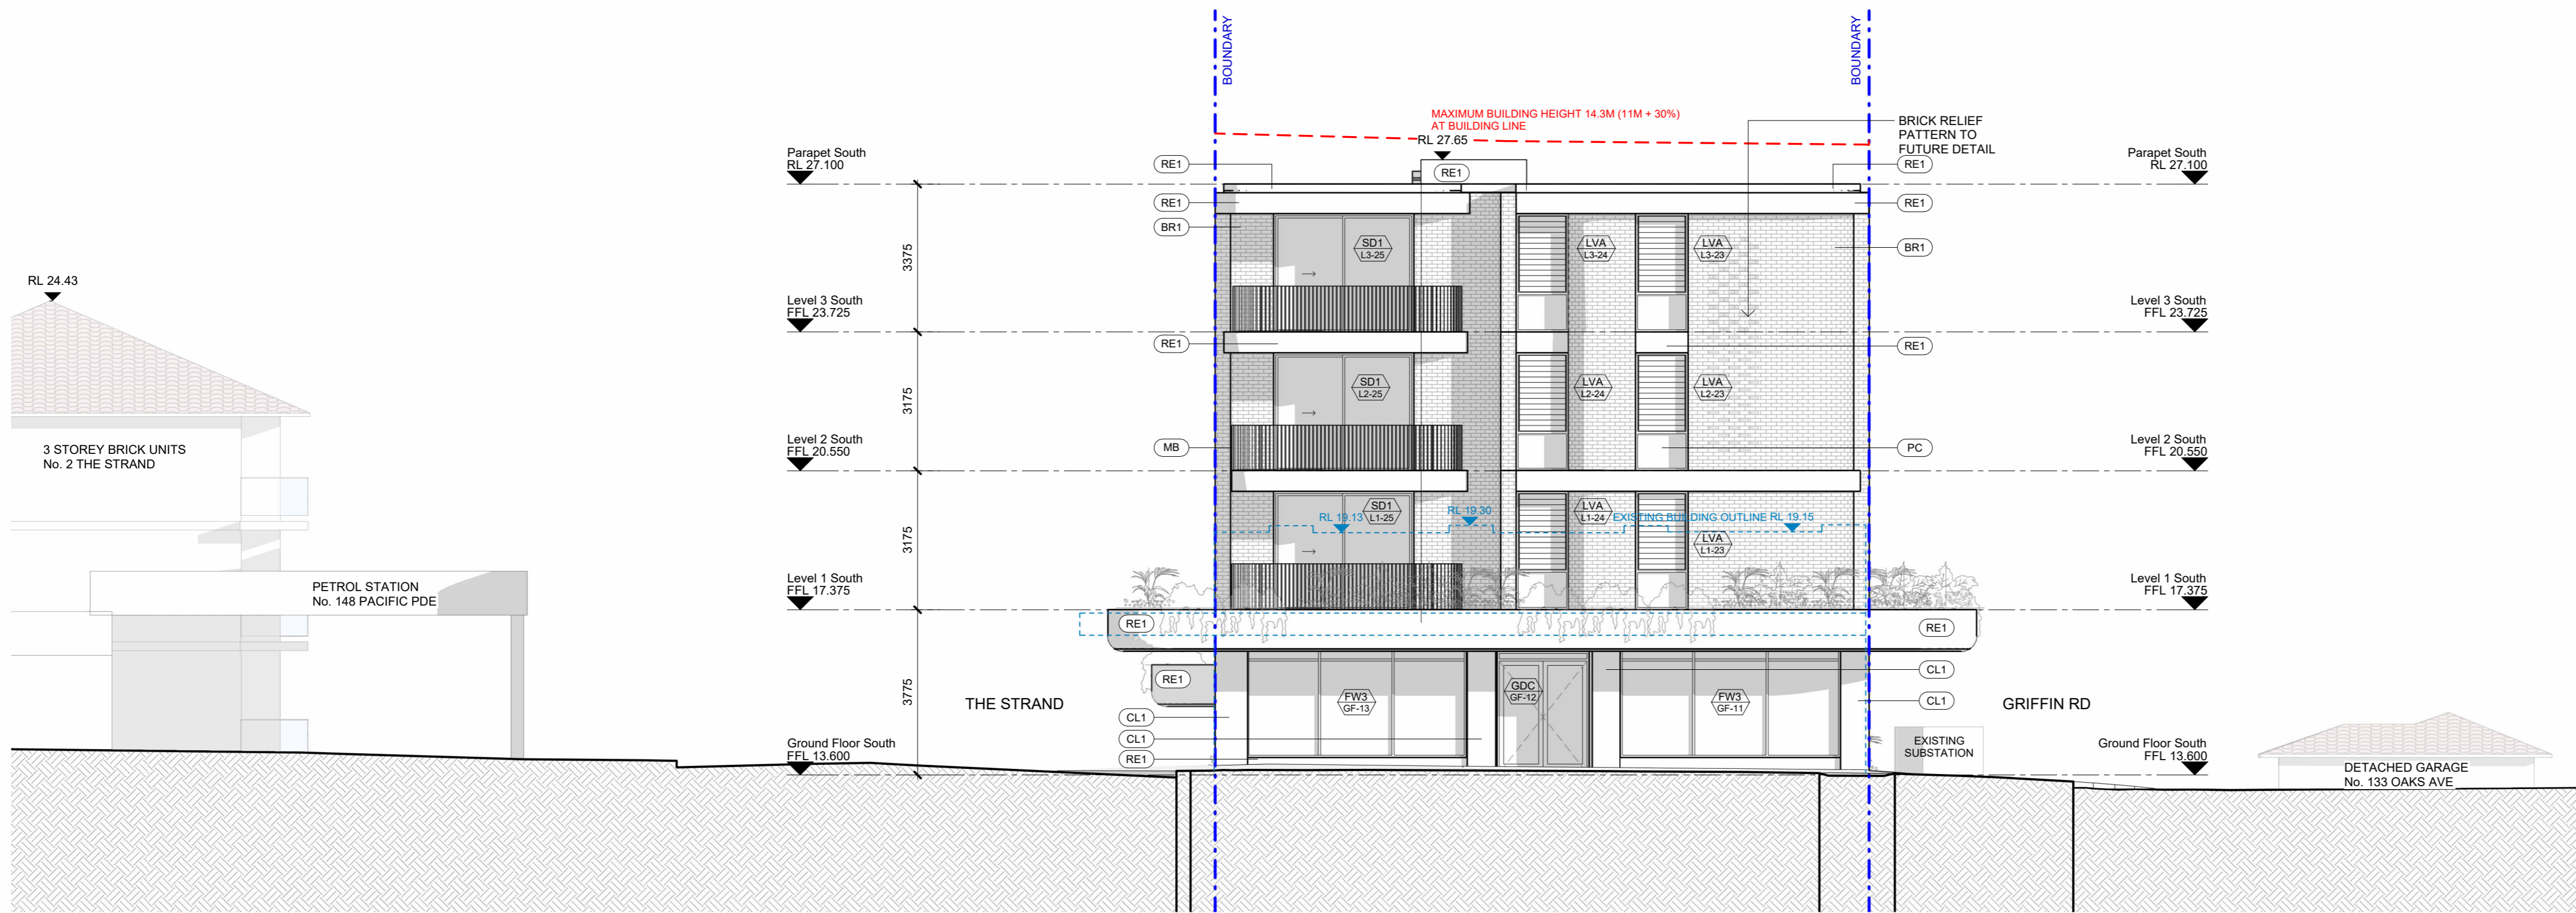 BOUNDARY
BOUNDARY
MAXIMUM BUILDING HEIGHT 14.3M (11M + 30%)
AT BUILDING LINE
RL 27.65
BRICK RELIEF
PATTERN TO
FUTURE DETAIL
Parapet South
RL 27.100
RE1
RE1
RE1
Parapet South
RL 27.100
RE1
RE1
BR1
BR1
3375
SD1
L3-25
LVA
L3-24
LVA
L3-23
RL 24.43
Level 3 South
FFL 23.725
Level 3 South
FFL 23.725
RE1
RE1
3175
SD1
L2-25
LVA
L2-24
LVA
L2-23
3 STOREY BRICK UNITS
No. 2 THE STRAND
Level 2 South
FFL 20.550
MB
PC
Level 2 South
FFL 20.550
3175
SD1
L1-25
LVA
L1-24
RL 19.13
RL 19.30
EXISTING BUILDING OUTLINE RL 19.15
LVA
L1-23
PETROL STATION
No. 148 PACIFIC PDE
Level 1 South
FFL 17.375
Level 1 South
FFL 17.375
RE1
RE1
3775
THE STRAND
RE1
FW3
GF-13
GDC
GF-12
FW3
GF-11
CL1
CL1
GRIFFIN RD
CL1
CL1
RE1
Ground Floor South
FFL 13.600
EXISTING
SUBSTATION
Ground Floor South
FFL 13.600
DETACHED GARAGE
No. 133 OAKS AVE